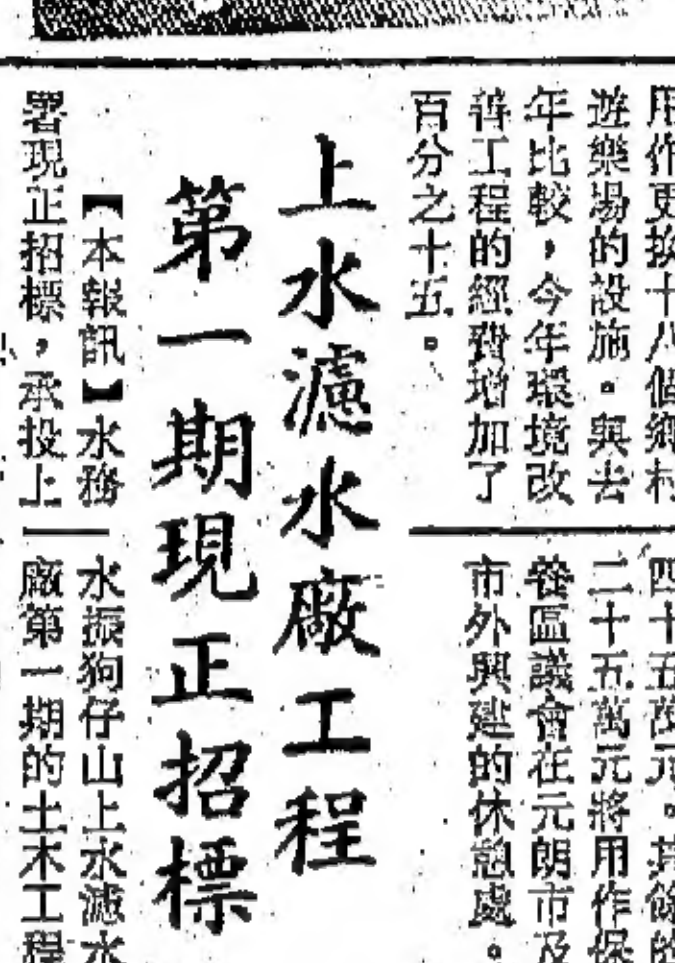 用作更換十八個鄉村
遊樂場的設施。與去
年比較，今年環境改
善工程的經費增加了
百分之十五。
四十五萬元。其餘的
二十五萬元將用作保
養區議會在元朗市及
市外興建的休憩處。
上水濾水廠工程
第一期現正招標
【本報訊】水務
署現正招標，承投上
水振狗仔山上水濾水
廠第一期的土木工程